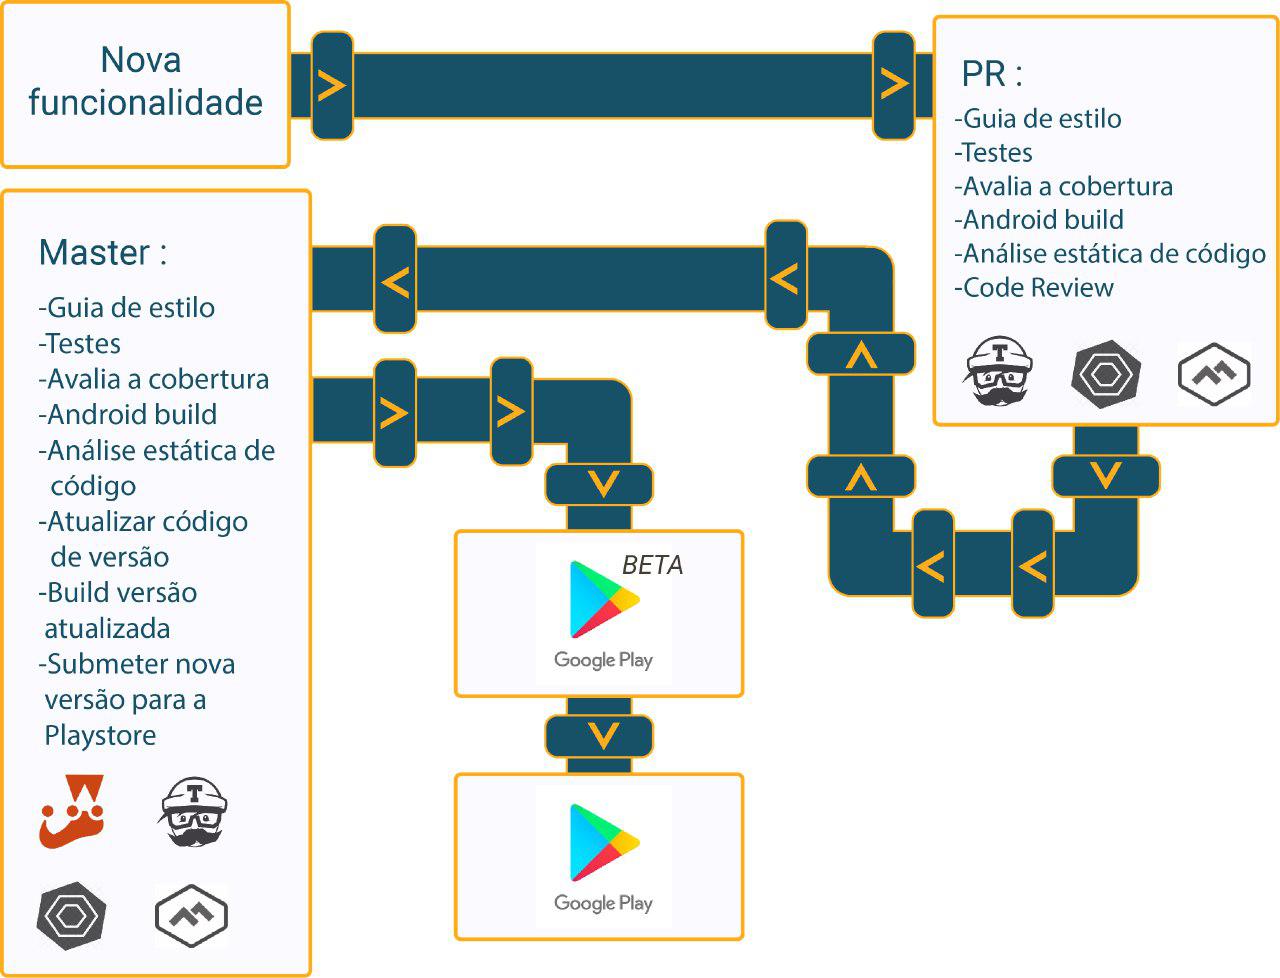 Nova
funcionalidade
PR :
-Guia de estilo
-Testes
-Avalia a cobertura
-Android build
-Análise estática de código
-Code Review
T
Master :
-Guia de estilo
-Testes
-Avalia a cobertura
-Android build
-Análise estática de
código
-Atualizar código
de versão
-Build versão
atualizada
-Submeter nova
versão para a
Playstore
T
BETA
Google Play
Google Play